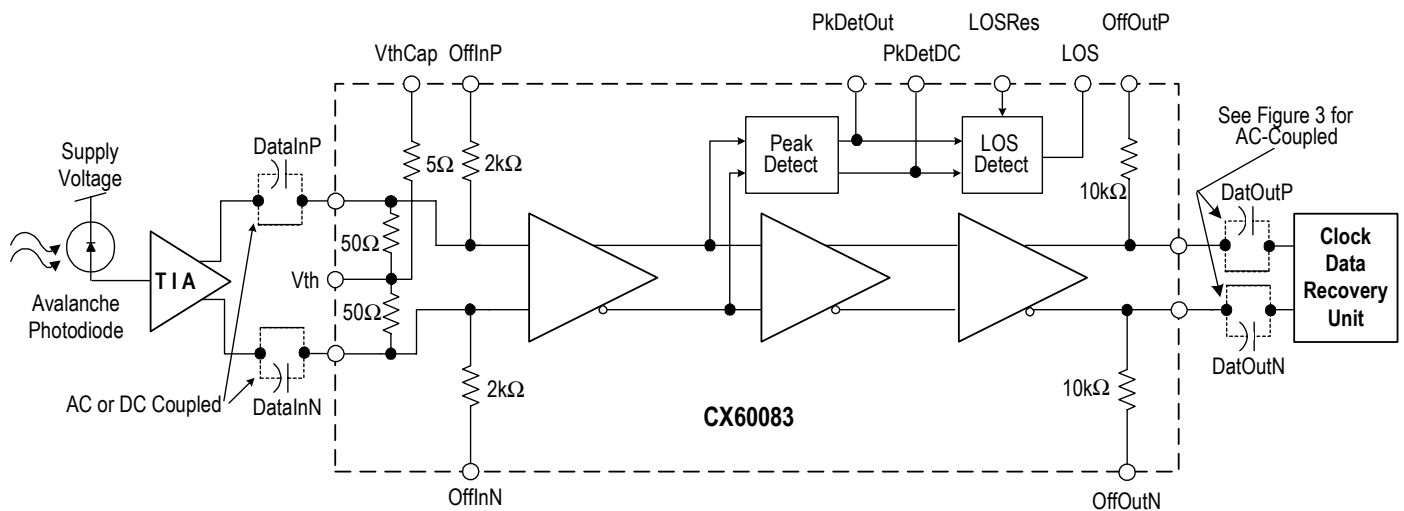 PkDetOut
LOSRes
OffOutP
VthCap
OffInP
PkDetDC
LOS
See Figure 3 for
AC-Coupled
Supply
Voltage
DataInP
5Ω
2kΩ
Peak
Detect
LOS
Detect
10kΩ
DatOutP
50Ω
TIA
Vth
Clock
Data
Recovery
Unit
Avalanche
Photodiode
50Ω
AC or DC Coupled
DataInN
2kΩ
10kΩ
DatOutN
CX60083
OffInN
OffOutN